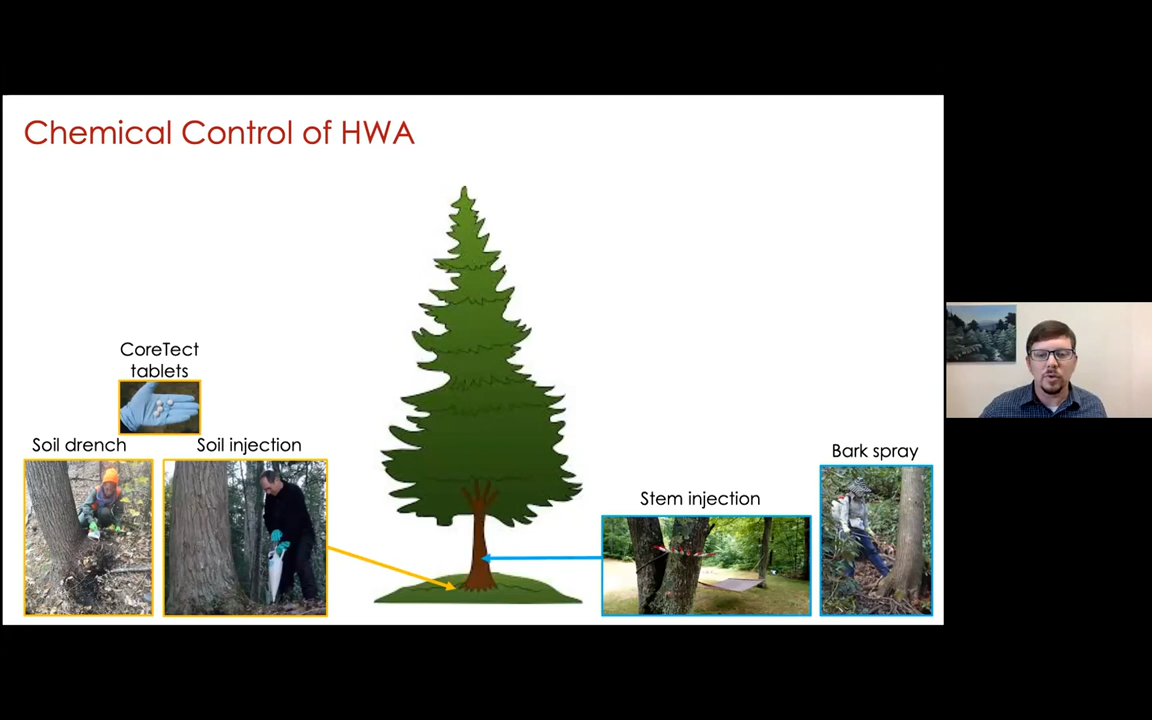 Chemical Control of HWA
CoreTect
tablets
Soil drench
Soil injection
Stem injection
Bark spray